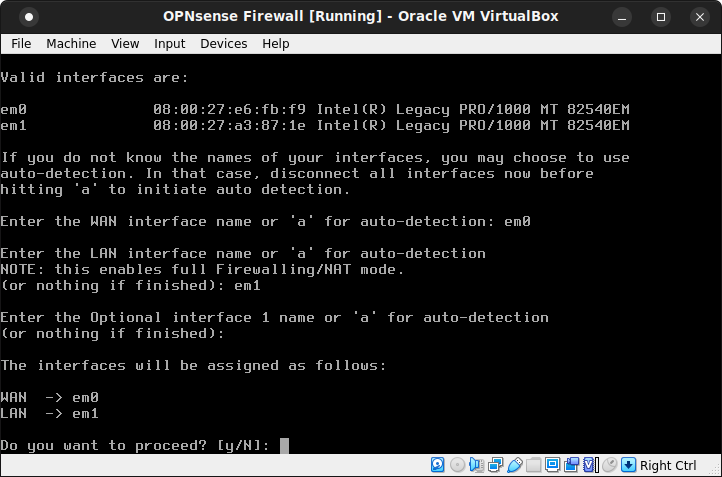 OPNsense Firewall [Running] - Oracle VM VirtualBox
File Machine View Input Devices Help
Valid interfaces are:
em0 08:00:27:e6:fb:f9 Intel(R) Legacy PRO/1000 MT 82540EM
em1 08:00:27:a3:87:1e Intel(R) Legacy PRO/1000 MT 82540EM
If you do not know the names of your interfaces, you may choose to use
auto-detection. In that case, disconnect all interfaces now before
hitting 'a' to initiate auto detection.
Enter the WAN interface name or 'a' for auto-detection: em0
Enter the LAN interface name or 'a' for auto-detection
NOTE: this enables full Firewalling/NAT mode.
(or nothing if finished): em1
Enter the Optional interface 1 name or 'a' for auto-detection
(or nothing if finished):
The interfaces will be assigned as follows:
WAN -> em0
LAN -> em1
Do you want to proceed? [y/N]:
Right Ctrl